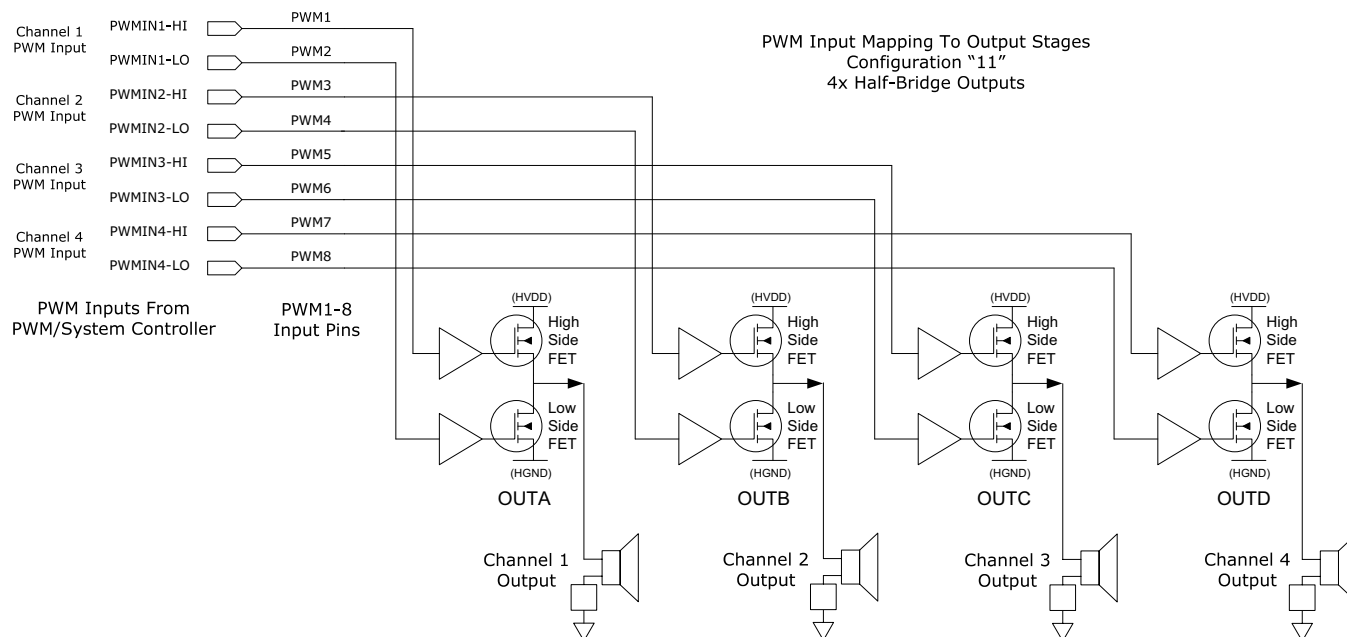 Channel 1
PWM Input
PWMIN1-HI
PWM1
PWMIN1-LO
PWM2
Channel 2
PWM Input
PWMIN2-HI
PWM3
PWMIN2-LO
PWM4
Channel 3
PWM Input
PWMIN3-HI
PWM5
PWMIN3-LO
PWM6
Channel 4
PWM Input
PWMIN4-HI
PWM7
PWMIN4-LO
PWM8
PWM Input Mapping To Output Stages
Configuration “11”
4x Half-Bridge Outputs
PWM Inputs From
PWM/System Controller
PWM1-8
Input Pins
(HVDD)
High
Side
FET
Low
Side
FET
(HGND)
OUTA
Channel 1
Output
(HVDD)
High
Side
FET
Low
Side
FET
(HGND)
OUTB
Channel 2
Output
(HVDD)
High
Side
FET
Low
Side
FET
(HGND)
OUTC
Channel 3
Output
(HVDD)
High
Side
FET
Low
Side
FET
(HGND)
OUTD
Channel 4
Output